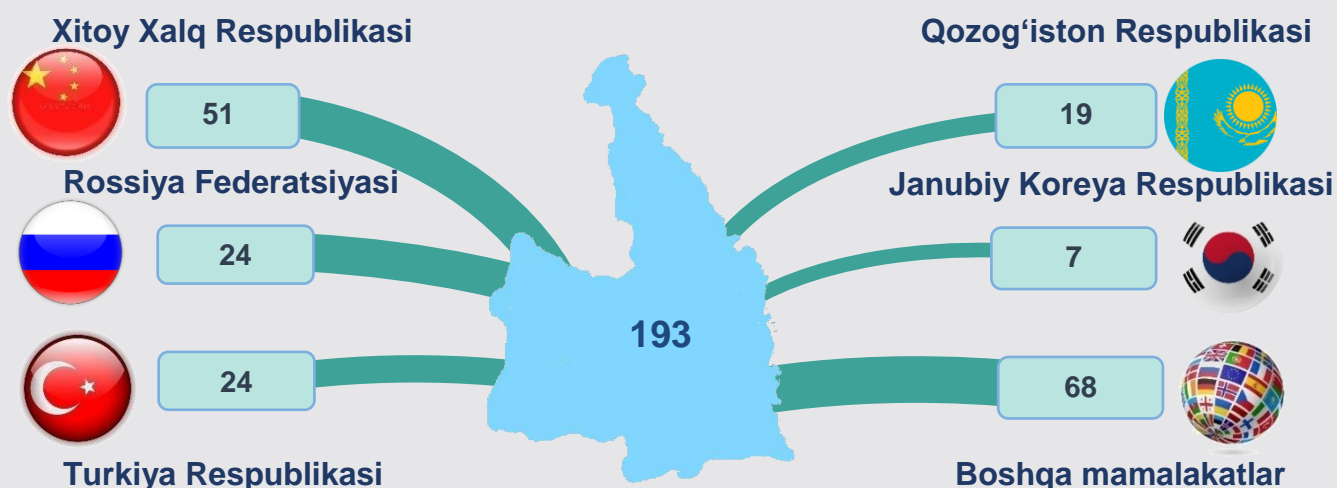 Xitoy Xalq Respublikasi
51
Rossiya Federatsiyasi
24
24
Turkiya Respublikasi
193
Qozog‘iston Respublikasi
19
Janubiy Koreya Respublikasi
7
68
Boshqa mamalakatlar